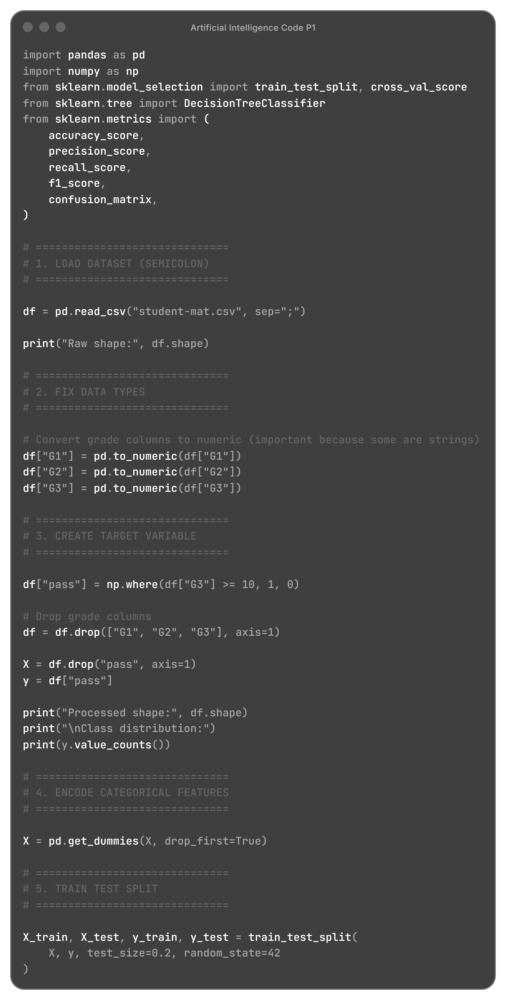 Artificial Intelligence Code P1
import pandas as pd
import numpy as np
from sklearn.model_selection import train_test_split, cross_val_score
from sklearn.tree import DecisionTreeClassifier
from sklearn.metrics import (
    accuracy_score,
    precision_score,
    recall_score,
    f1_score,
    confusion_matrix,
)
# ==============================
# 1. LOAD DATASET (SEMICOLON)
# ==============================
df = pd.read_csv("student-mat.csv", sep=";")
print("Raw shape:", df.shape)
# ==============================
# 2. FIX DATA TYPES
# ==============================
# Convert grade columns to numeric (important because some are strings)
df["G1"] = pd.to_numeric(df["G1"])
df["G2"] = pd.to_numeric(df["G2"])
df["G3"] = pd.to_numeric(df["G3"])
# ==============================
# 3. CREATE TARGET VARIABLE
# ==============================
df["pass"] = np.where(df["G3"] >= 10, 1, 0)
# Drop grade columns
df = df.drop(["G1", "G2", "G3"], axis=1)
X = df.drop("pass", axis=1)
y = df["pass"]
print("Processed shape:", df.shape)
print("\nClass distribution:")
print(y.value_counts())
# ==============================
# 4. ENCODE CATEGORICAL FEATURES
# ==============================
X = pd.get_dummies(X, drop_first=True)
# ==============================
# 5. TRAIN TEST SPLIT
# ==============================
X_train, X_test, y_train, y_test = train_test_split(
    X, y, test_size=0.2, random_state=42
)